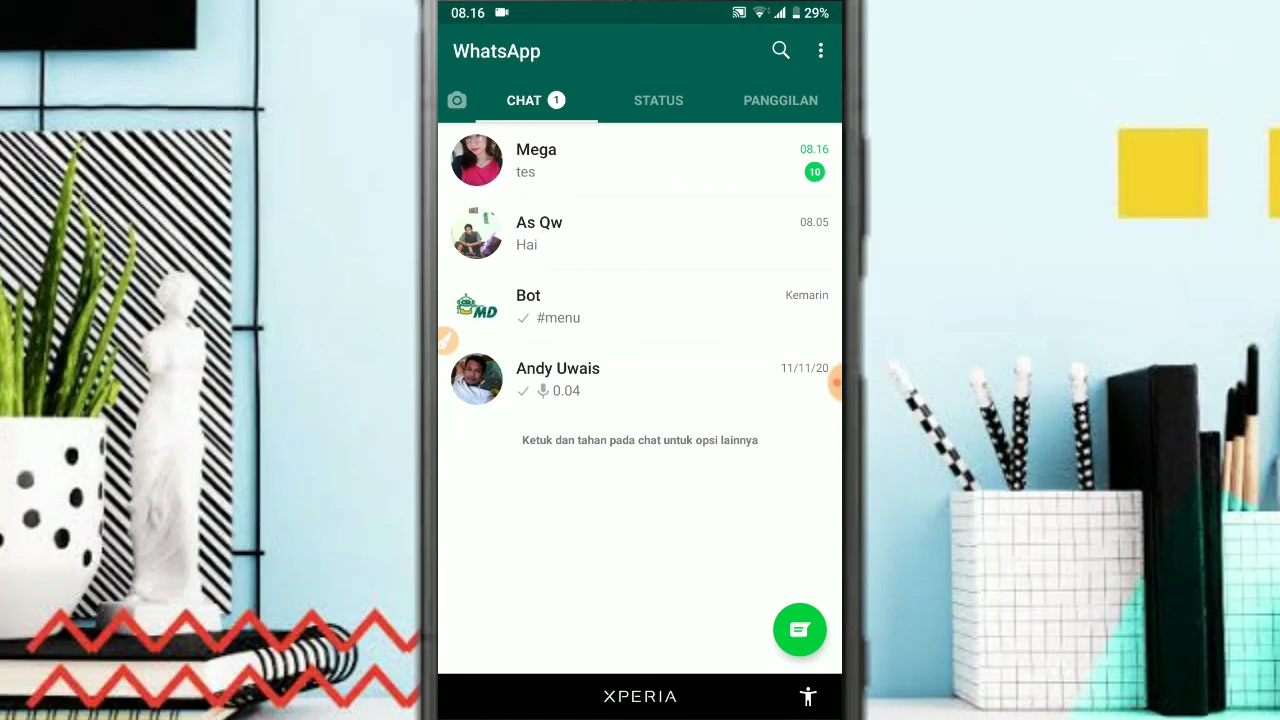 08.16 29%
WhatsApp
CHAT 1 STATUS PANGGILAN
Mega 08.16
tes 10
As Qw 08.05
Hai
Bot Kemarin
MD #menu
Andy Uwais 11/11/20
0.04
Ketuk dan tahan pada chat untuk opsi lainnya
XPERIA